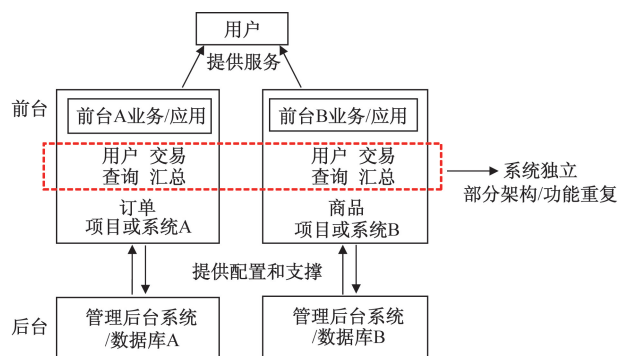 用户
提供服务
前台
前台A业务/应用
前台B业务/应用
用户 交易
查询 汇总
用户 交易
查询 汇总
系统独立
部分架构/功能重复
订单
项目或系统A
商品
项目或系统B
提供配置和支撑
后台
管理后台系统
/数据库A
管理后台系统
/数据库B